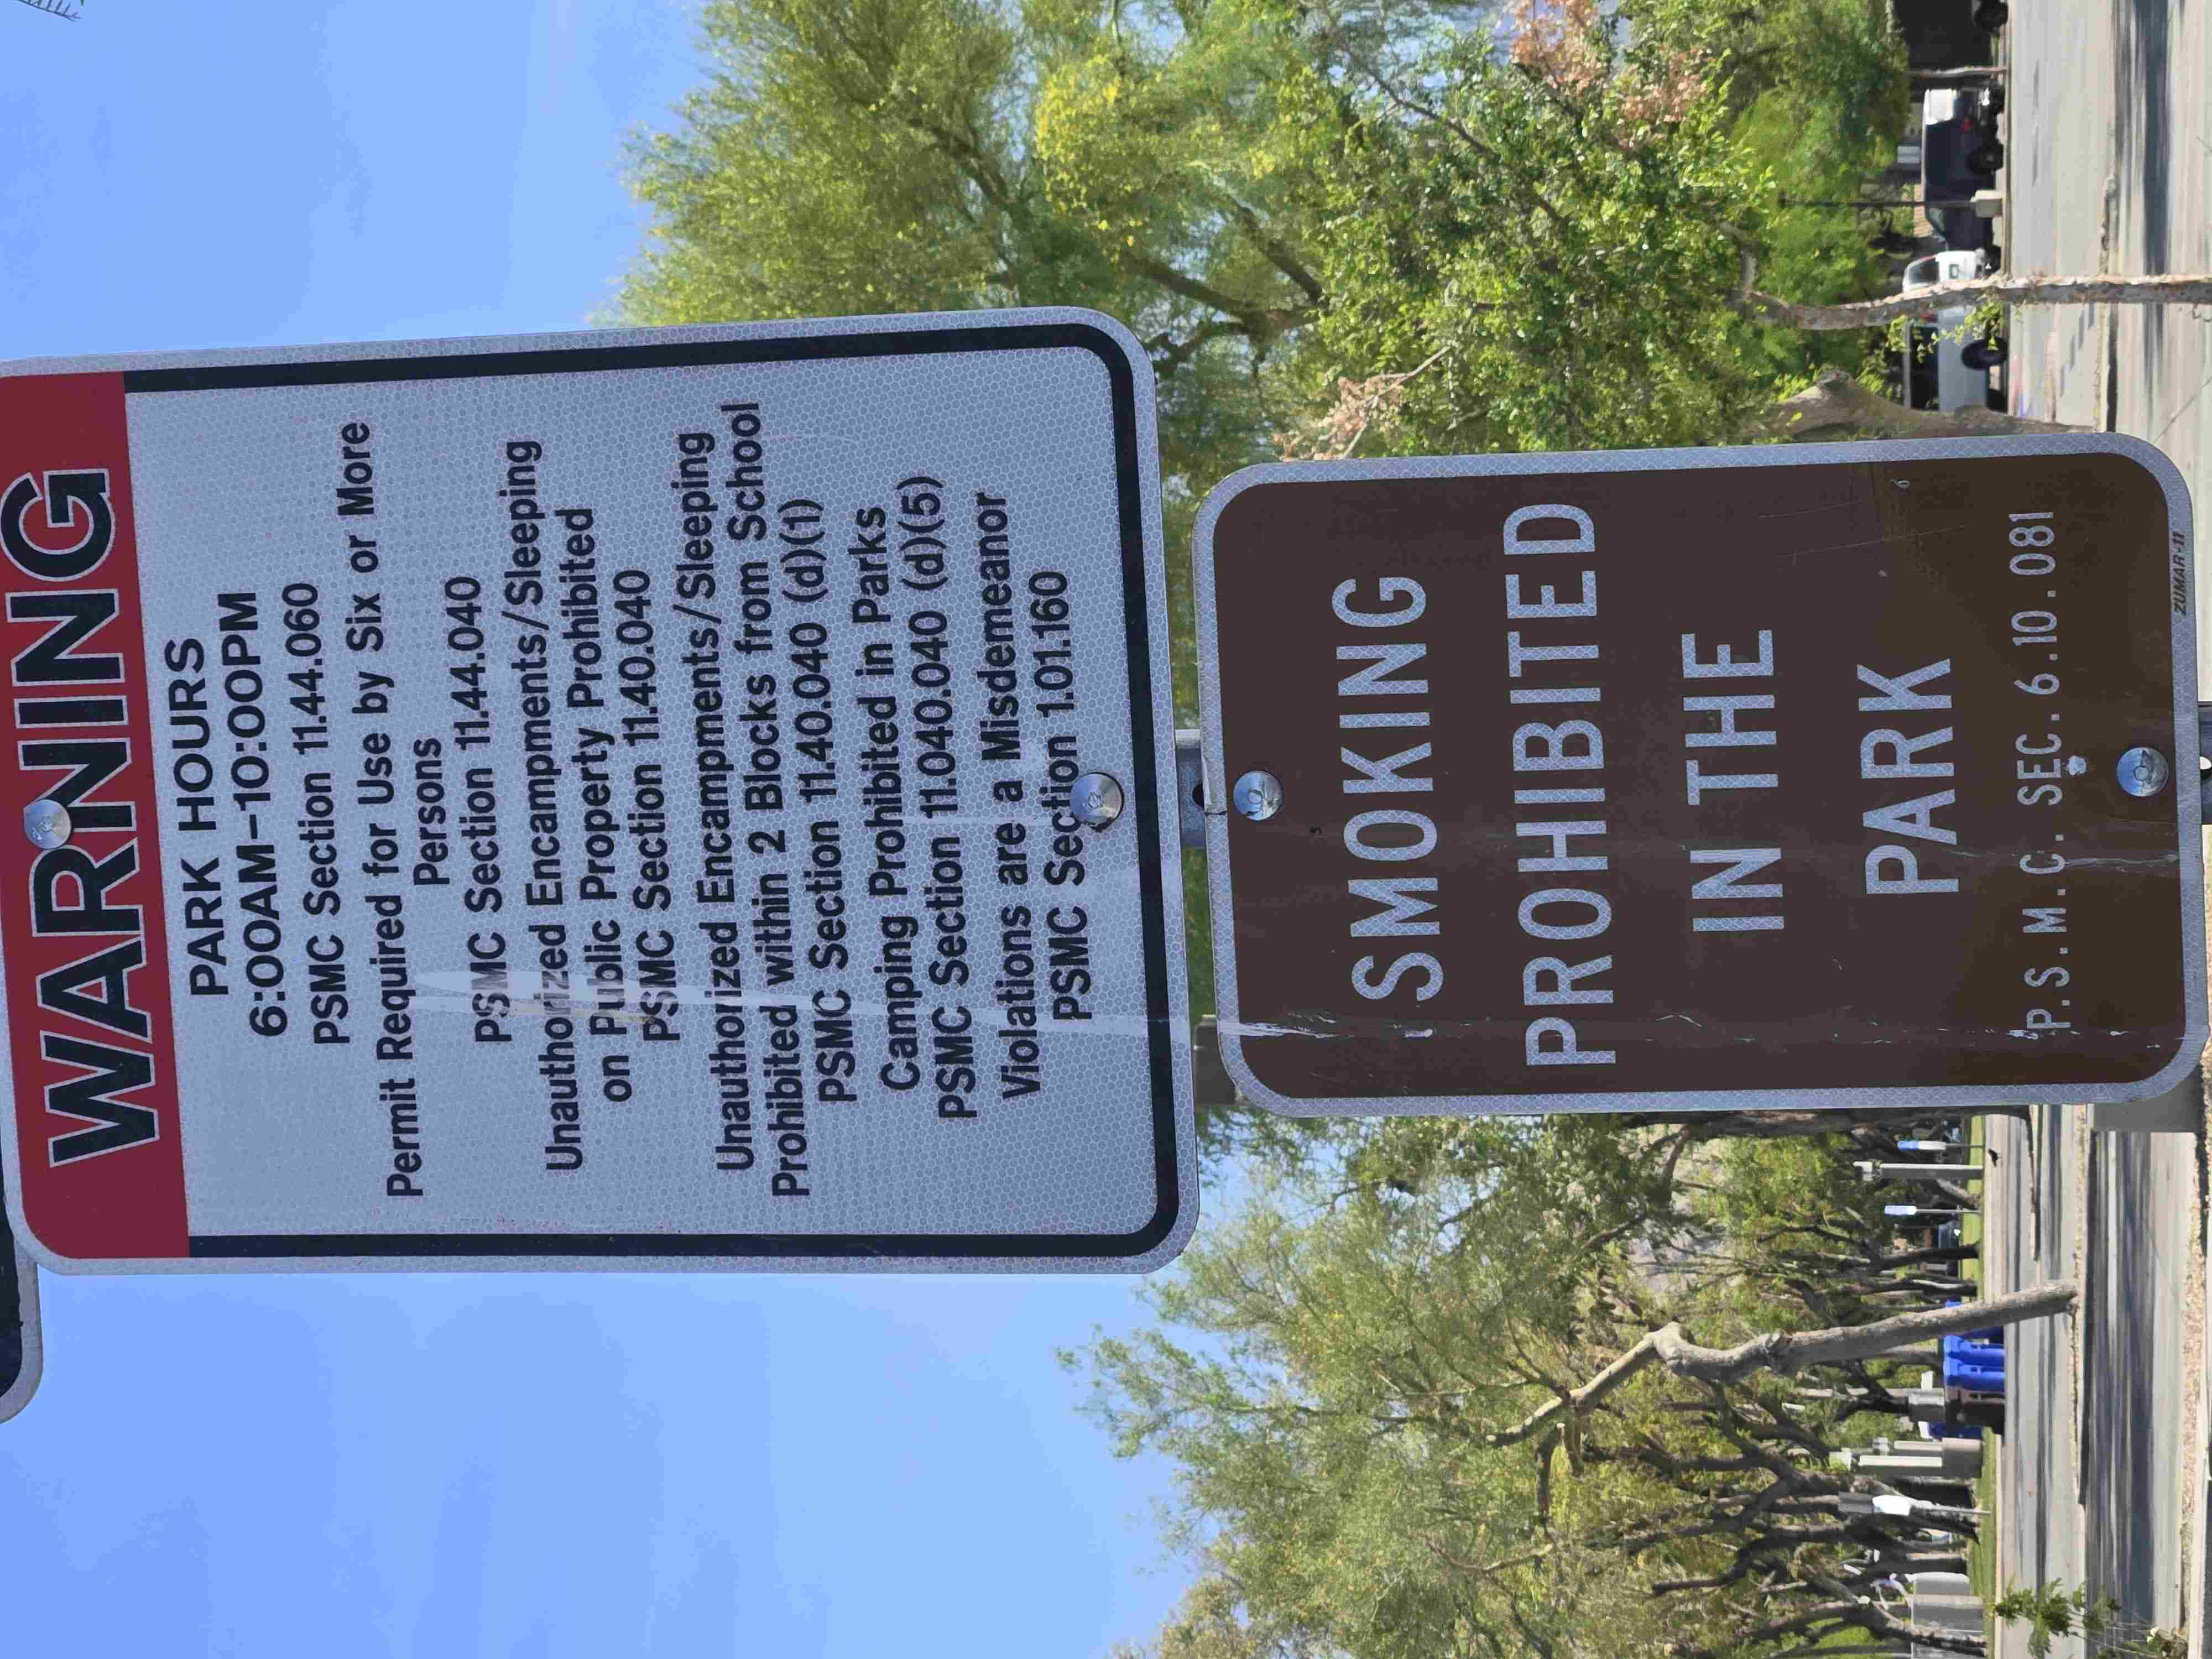 WARNING
PARK HOURS
6:00AM-10:00PM
PSMC Section 11.44.060
Permit Required for Use by Six or More
Persons
PSMC Section 11.44.040
Unauthorized Encampments/Sleeping
on Public Property Prohibited
PSMC Section 11.40.040
Unauthorized Encampments/Sleeping
Prohibited within 2 Blocks from School
PSMC Section 11.40.040 (d)(1)
Camping Prohibited in Parks
PSMC Section 11.040.040 (d)(5)
Violations are a Misdemeanor
PSMC Section 1.01.160
SMOKING
PROHIBITED
IN THE
PARK
P.S.M.C. SEC. 6.10.081
ZUMAR-11